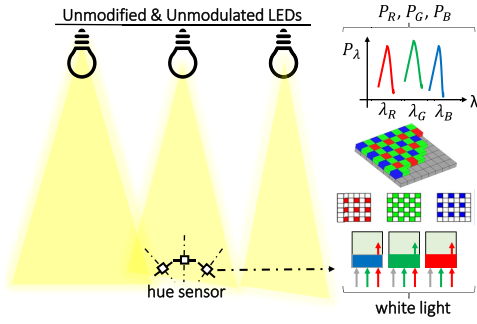 Unmodified & Unmodulated LEDs
P_R, P_G, P_B
P_λ
λ
λ_R λ_G λ_B
hue sensor
white light